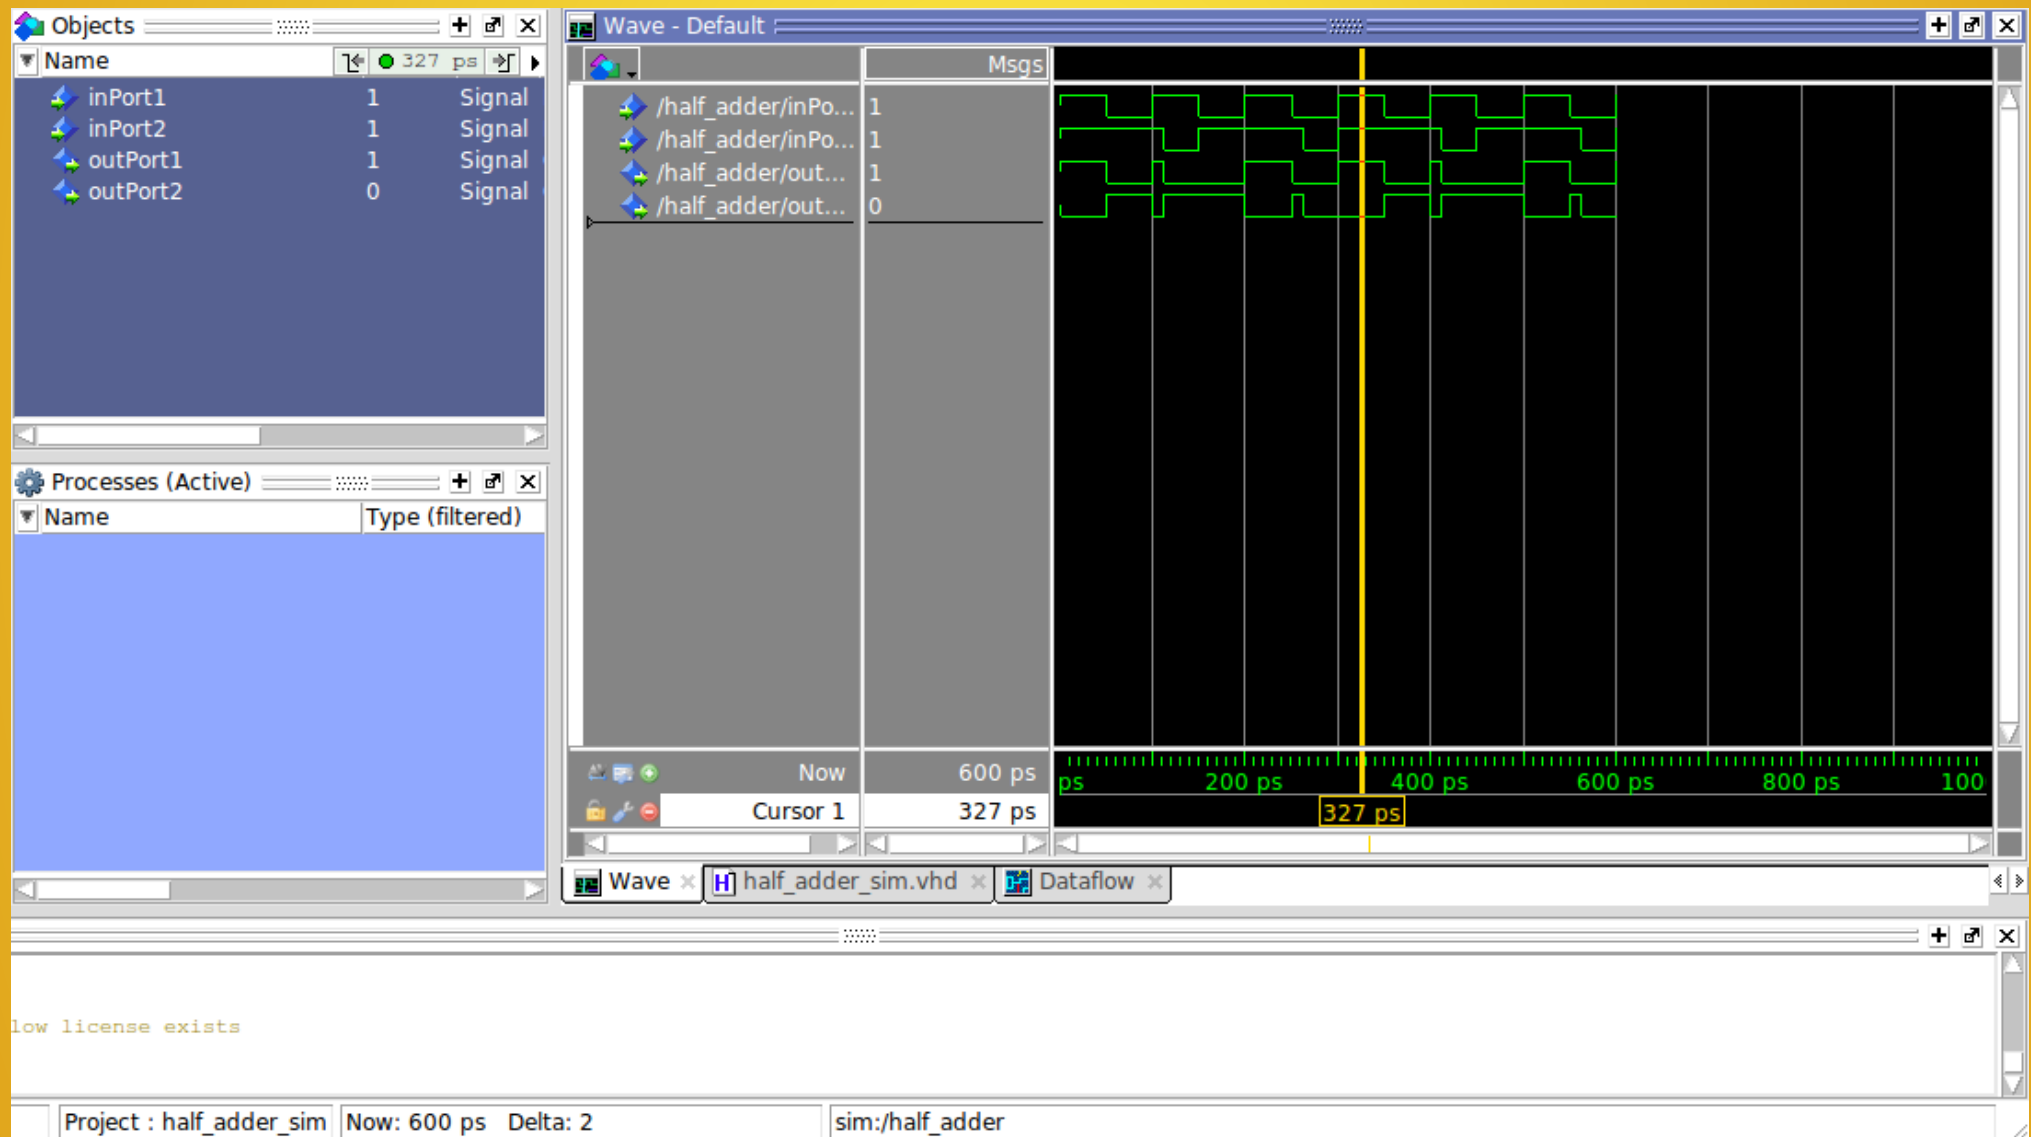 Objects
Name 327 ps
inPort1 1 Signal
inPort2 1 Signal
outPort1 1 Signal
outPort2 0 Signal
Processes (Active)
Name Type (filtered)
Wave - Default
Msgs
/half_adder/inPo... 1
/half_adder/inPo... 1
/half_adder/out... 1
/half_adder/out... 0
Now 600 ps
ps 200 ps 400 ps 600 ps 800 ps 100
Cursor 1 327 ps
327 ps
Wave half_adder_sim.vhd Dataflow
low license exists
Project : half_adder_sim Now: 600 ps Delta: 2 sim:/half_adder